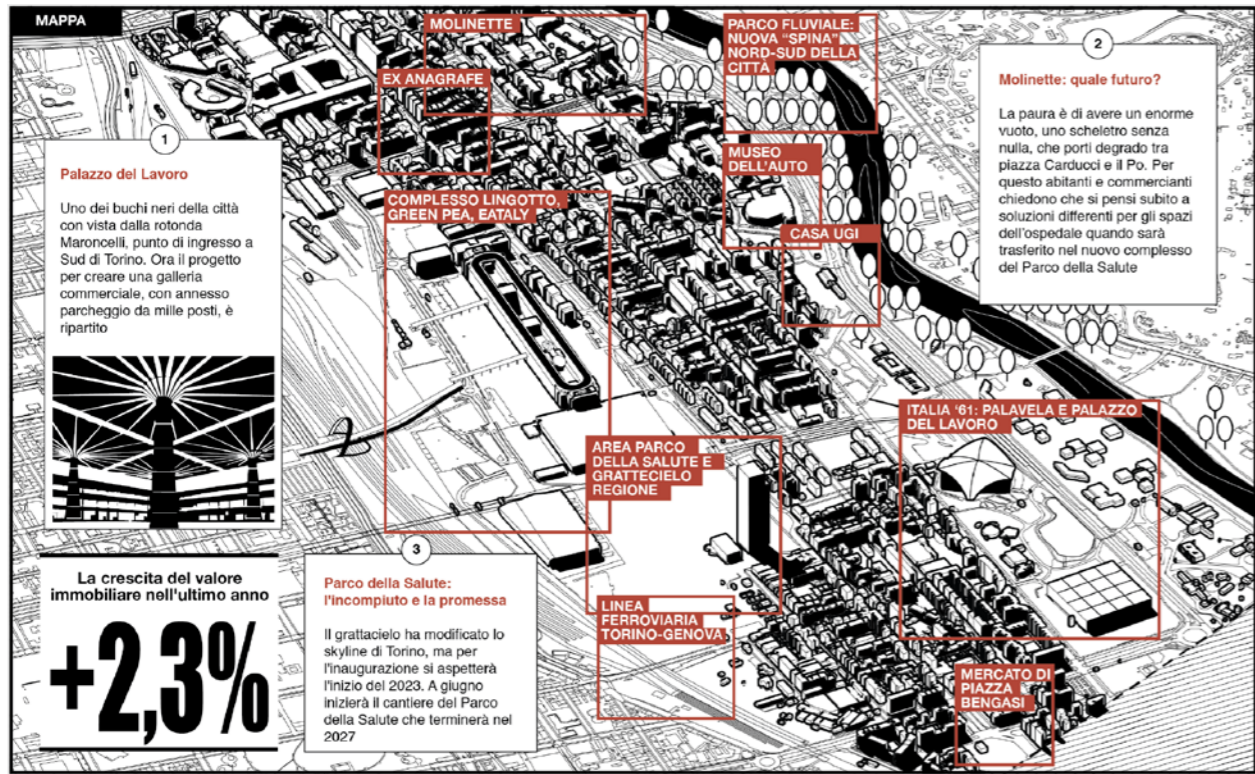 MAPPA
MOLINETTE
PARCO FLUVIALE:
NUOVA “SPINA”
NORD-SUD DELLA
CITTÀ
EX ANAGRAFE
MUSEO
DELL'AUTO
COMPLESSO LINGOTTO,
GREEN PEA, EATALY
CASA UGI
ITALIA ‘61: PALAVELA E PALAZZO
DEL LAVORO
AREA PARCO
DELLA SALUTE E
GRATTECIELO
REGIONE
LINEA
FERROVIARIA
TORINO-GENOVA
MERCATO DI
PIAZZA
BENGASI
1
Palazzo del Lavoro
Uno dei buchi neri della città
con vista dalla rotonda
Maroncelli, punto di ingresso a
Sud di Torino. Ora il progetto
per creare una galleria
commerciale, con annesso
parcheggio da mille posti, è
ripartito
2
Molinette: quale futuro?
La paura è di avere un enorme
vuoto, uno scheletro senza
nulla, che porti degrado tra
piazza Carducci e il Po. Per
questo abitanti e commercianti
chiedono che si pensi subito a
soluzioni differenti per gli spazi
dell'ospedale quando sarà
trasferito nel nuovo complesso
del Parco della Salute
3
Parco della Salute:
l'incompiuto e la promessa
Il grattacielo ha modificato lo
skyline di Torino, ma per
l'inaugurazione si aspetterà
l'inizio del 2023. A giugno
inizierà il cantiere del Parco
della Salute che terminerà nel
2027
La crescita del valore
immobiliare nell'ultimo anno
+2,3%